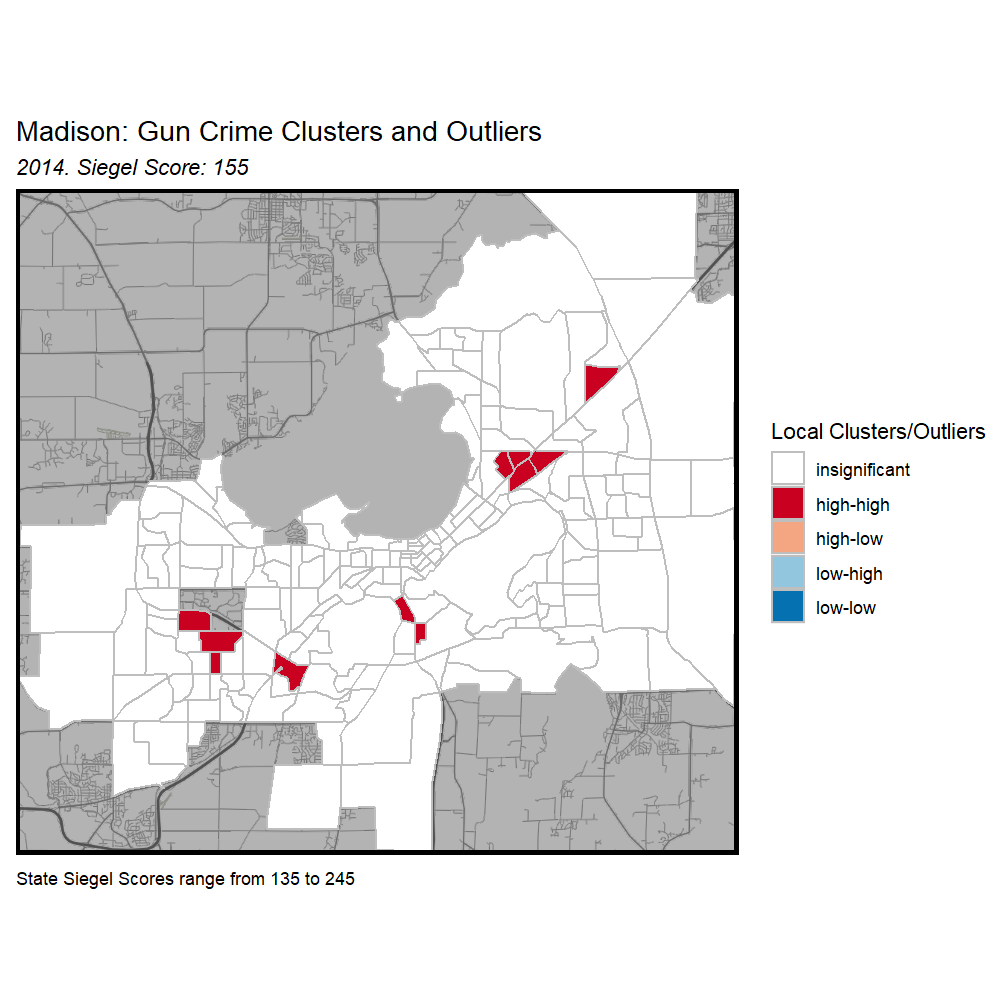 Madison: Gun Crime Clusters and Outliers
2014. Siegel Score: 155
Local Clusters/Outliers
insignificant
high-high
high-low
low-high
low-low
State Siegel Scores range from 135 to 245